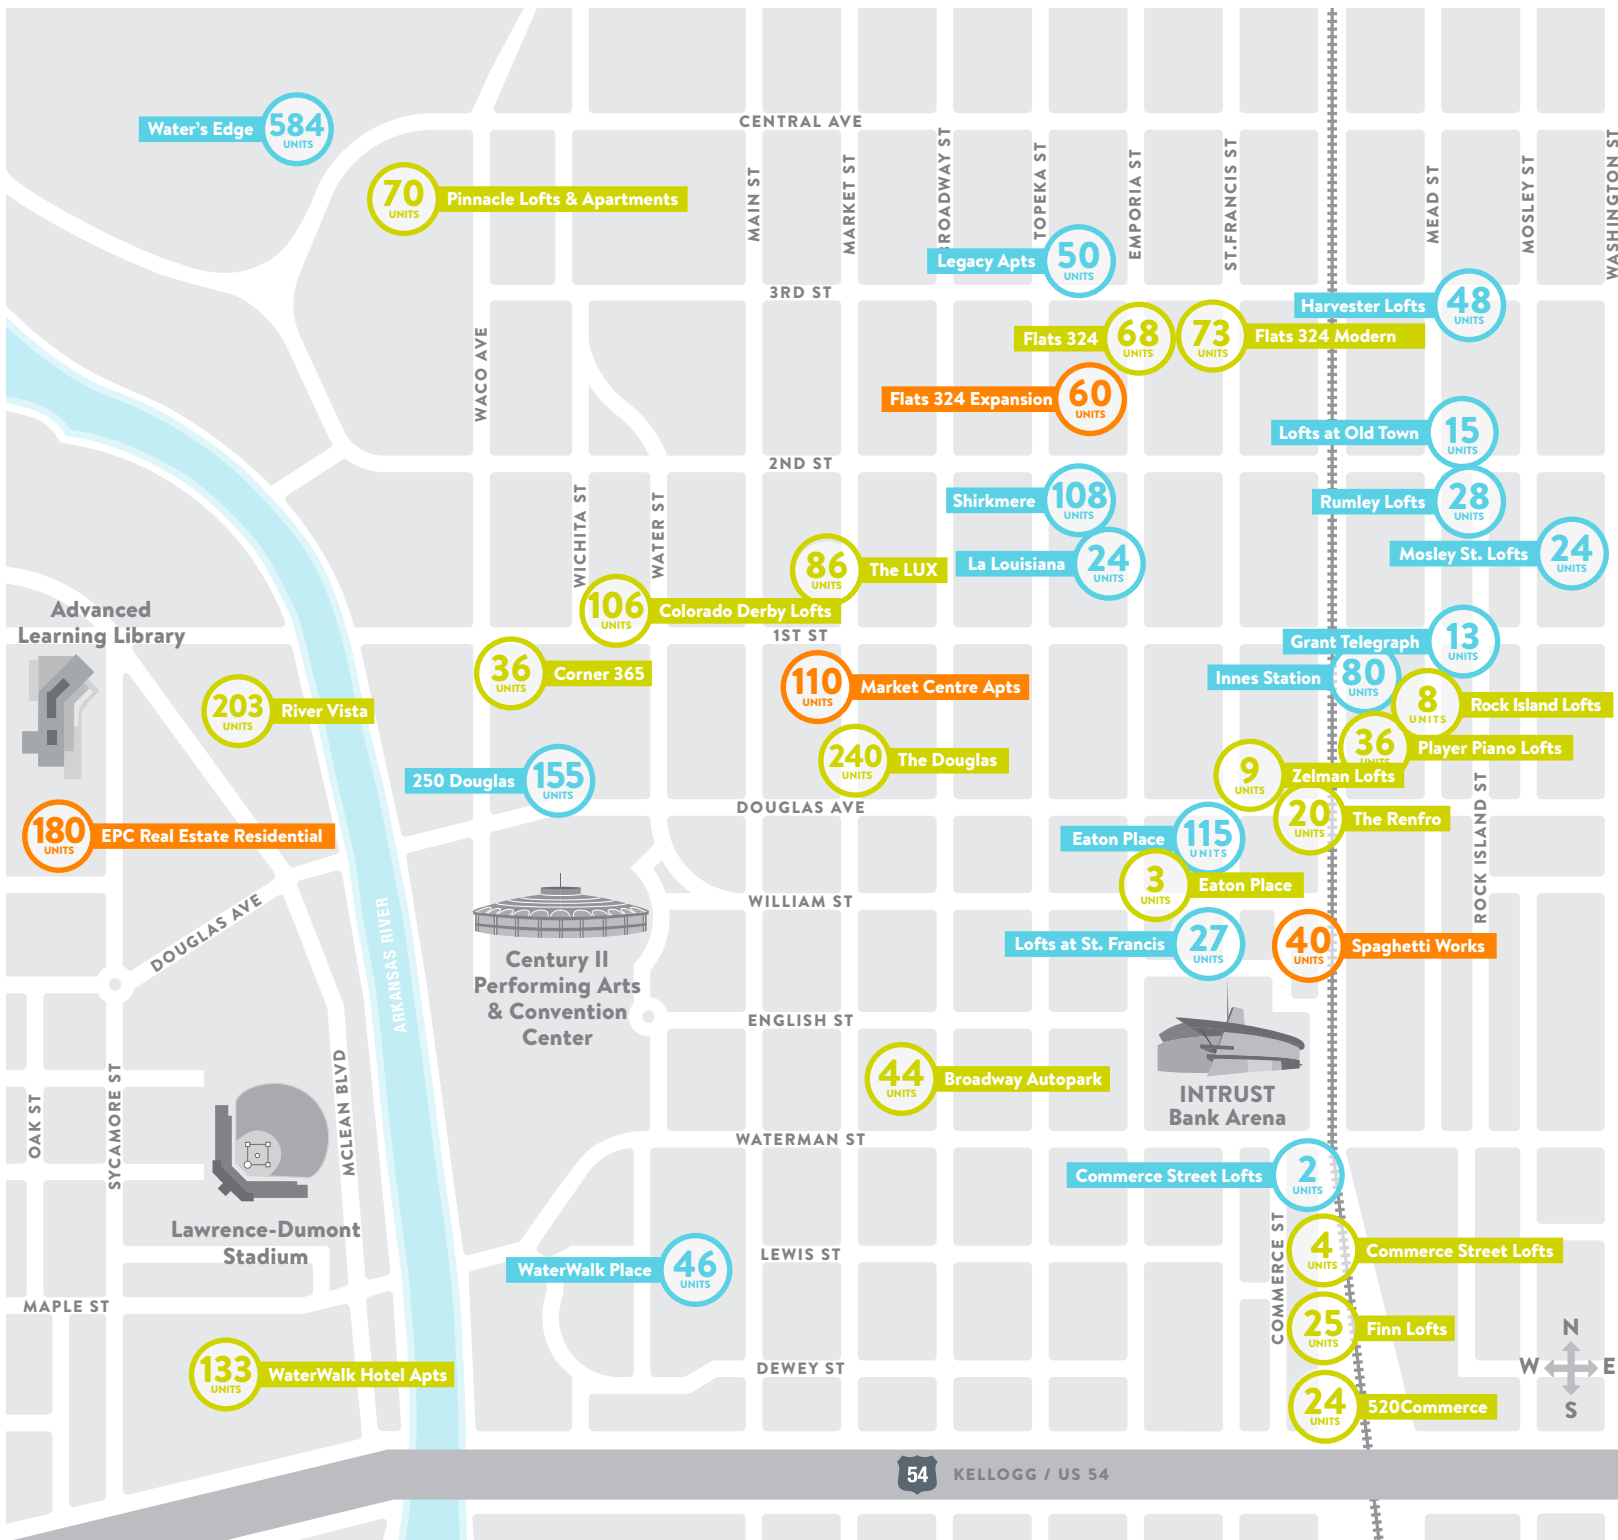 CENTRAL AVE
Water's Edge
584
UNITS
70
UNITS
Pinnacle Lofts & Apartments
MAIN ST
MARKET ST
ROADWAY ST
TOPEKA ST
EMPORIA ST
ST.FRANCIS ST
MEAD ST
MOSLEY ST
WASHINGTON ST
Legacy Apts
50
UNITS
3RD ST
Harvester Lofts
48
UNITS
Flats 324
68
UNITS
73
UNITS
Flats 324 Modern
WACO AVE
Flats 324 Expansion
60
UNITS
Lofts at Old Town
15
UNITS
2ND ST
Shirkmere
108
UNITS
Rumley Lofts
28
UNITS
WICHITA ST
WATER ST
Mosley St. Lofts
24
UNITS
86
UNITS
The LUX
La Louisiana
24
UNITS
106
UNITS
Colorado Derby Lofts
Advanced
Learning Library
1ST ST
Grant Telegraph
13
UNITS
36
UNITS
Corner 365
110
UNITS
Market Centre Apts
Innes Station
80
UNITS
8
UNITS
Rock Island Lofts
203
UNITS
River Vista
36
UNITS
Player Piano Lofts
240
UNITS
The Douglas
250 Douglas
155
UNITS
9
UNITS
Zelman Lofts
DOUGLAS AVE
20
UNITS
The Renfro
180
UNITS
EPC Real Estate Residential
Eaton Place
115
UNITS
ROCK ISLAND ST
3
UNITS
Eaton Place
WILLIAM ST
DOUGLAS AVE
ARKANSAS RIVER
Lofts at St. Francis
27
UNITS
40
UNITS
Spaghetti Works
Century II
Performing Arts
& Convention
Center
ENGLISH ST
44
UNITS
Broadway Autopark
INTRUST
Bank Arena
OAK ST
SYCAMORE ST
MCLEAN BLVD
WATERMAN ST
Commerce Street Lofts
2
UNITS
Lawrence-Dumont
Stadium
COMMERCE ST
4
UNITS
Commerce Street Lofts
LEWIS ST
WaterWalk Place
46
UNITS
MAPLE ST
25
UNITS
Finn Lofts
N
W
E
S
DEWEY ST
133
UNITS
WaterWalk Hotel Apts
24
UNITS
520Commerce
54
KELLOGG / US 54